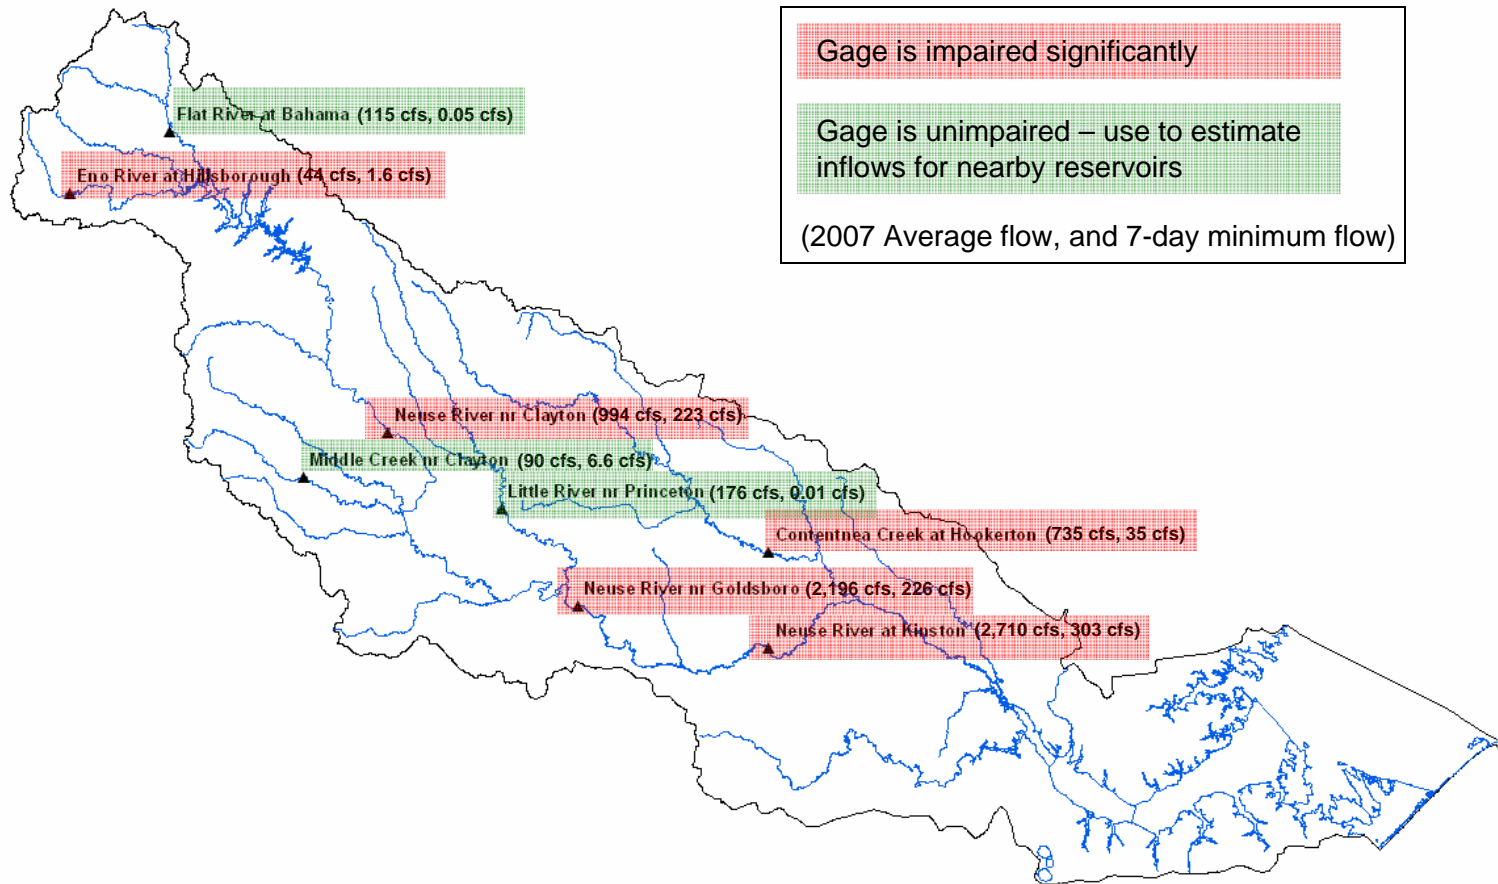 Gage is impaired significantly
Gage is unimpaired – use to estimate
inflows for nearby reservoirs
(2007 Average flow, and 7-day minimum flow)
Flat River at Bahama (115 cfs, 0.05 cfs)
Eno River at Hillsborough (44 cfs, 1.6 cfs)
Neuse River nr Clayton (994 cfs, 223 cfs)
Middle Creek nr Clayton (90 cfs, 6.6 cfs)
Little River nr Princeton (176 cfs, 0.01 cfs)
Contentnea Creek at Hookerton (735 cfs, 35 cfs)
Neuse River nr Goldsboro (2,196 cfs, 226 cfs)
Neuse River at Kinston (2,710 cfs, 303 cfs)